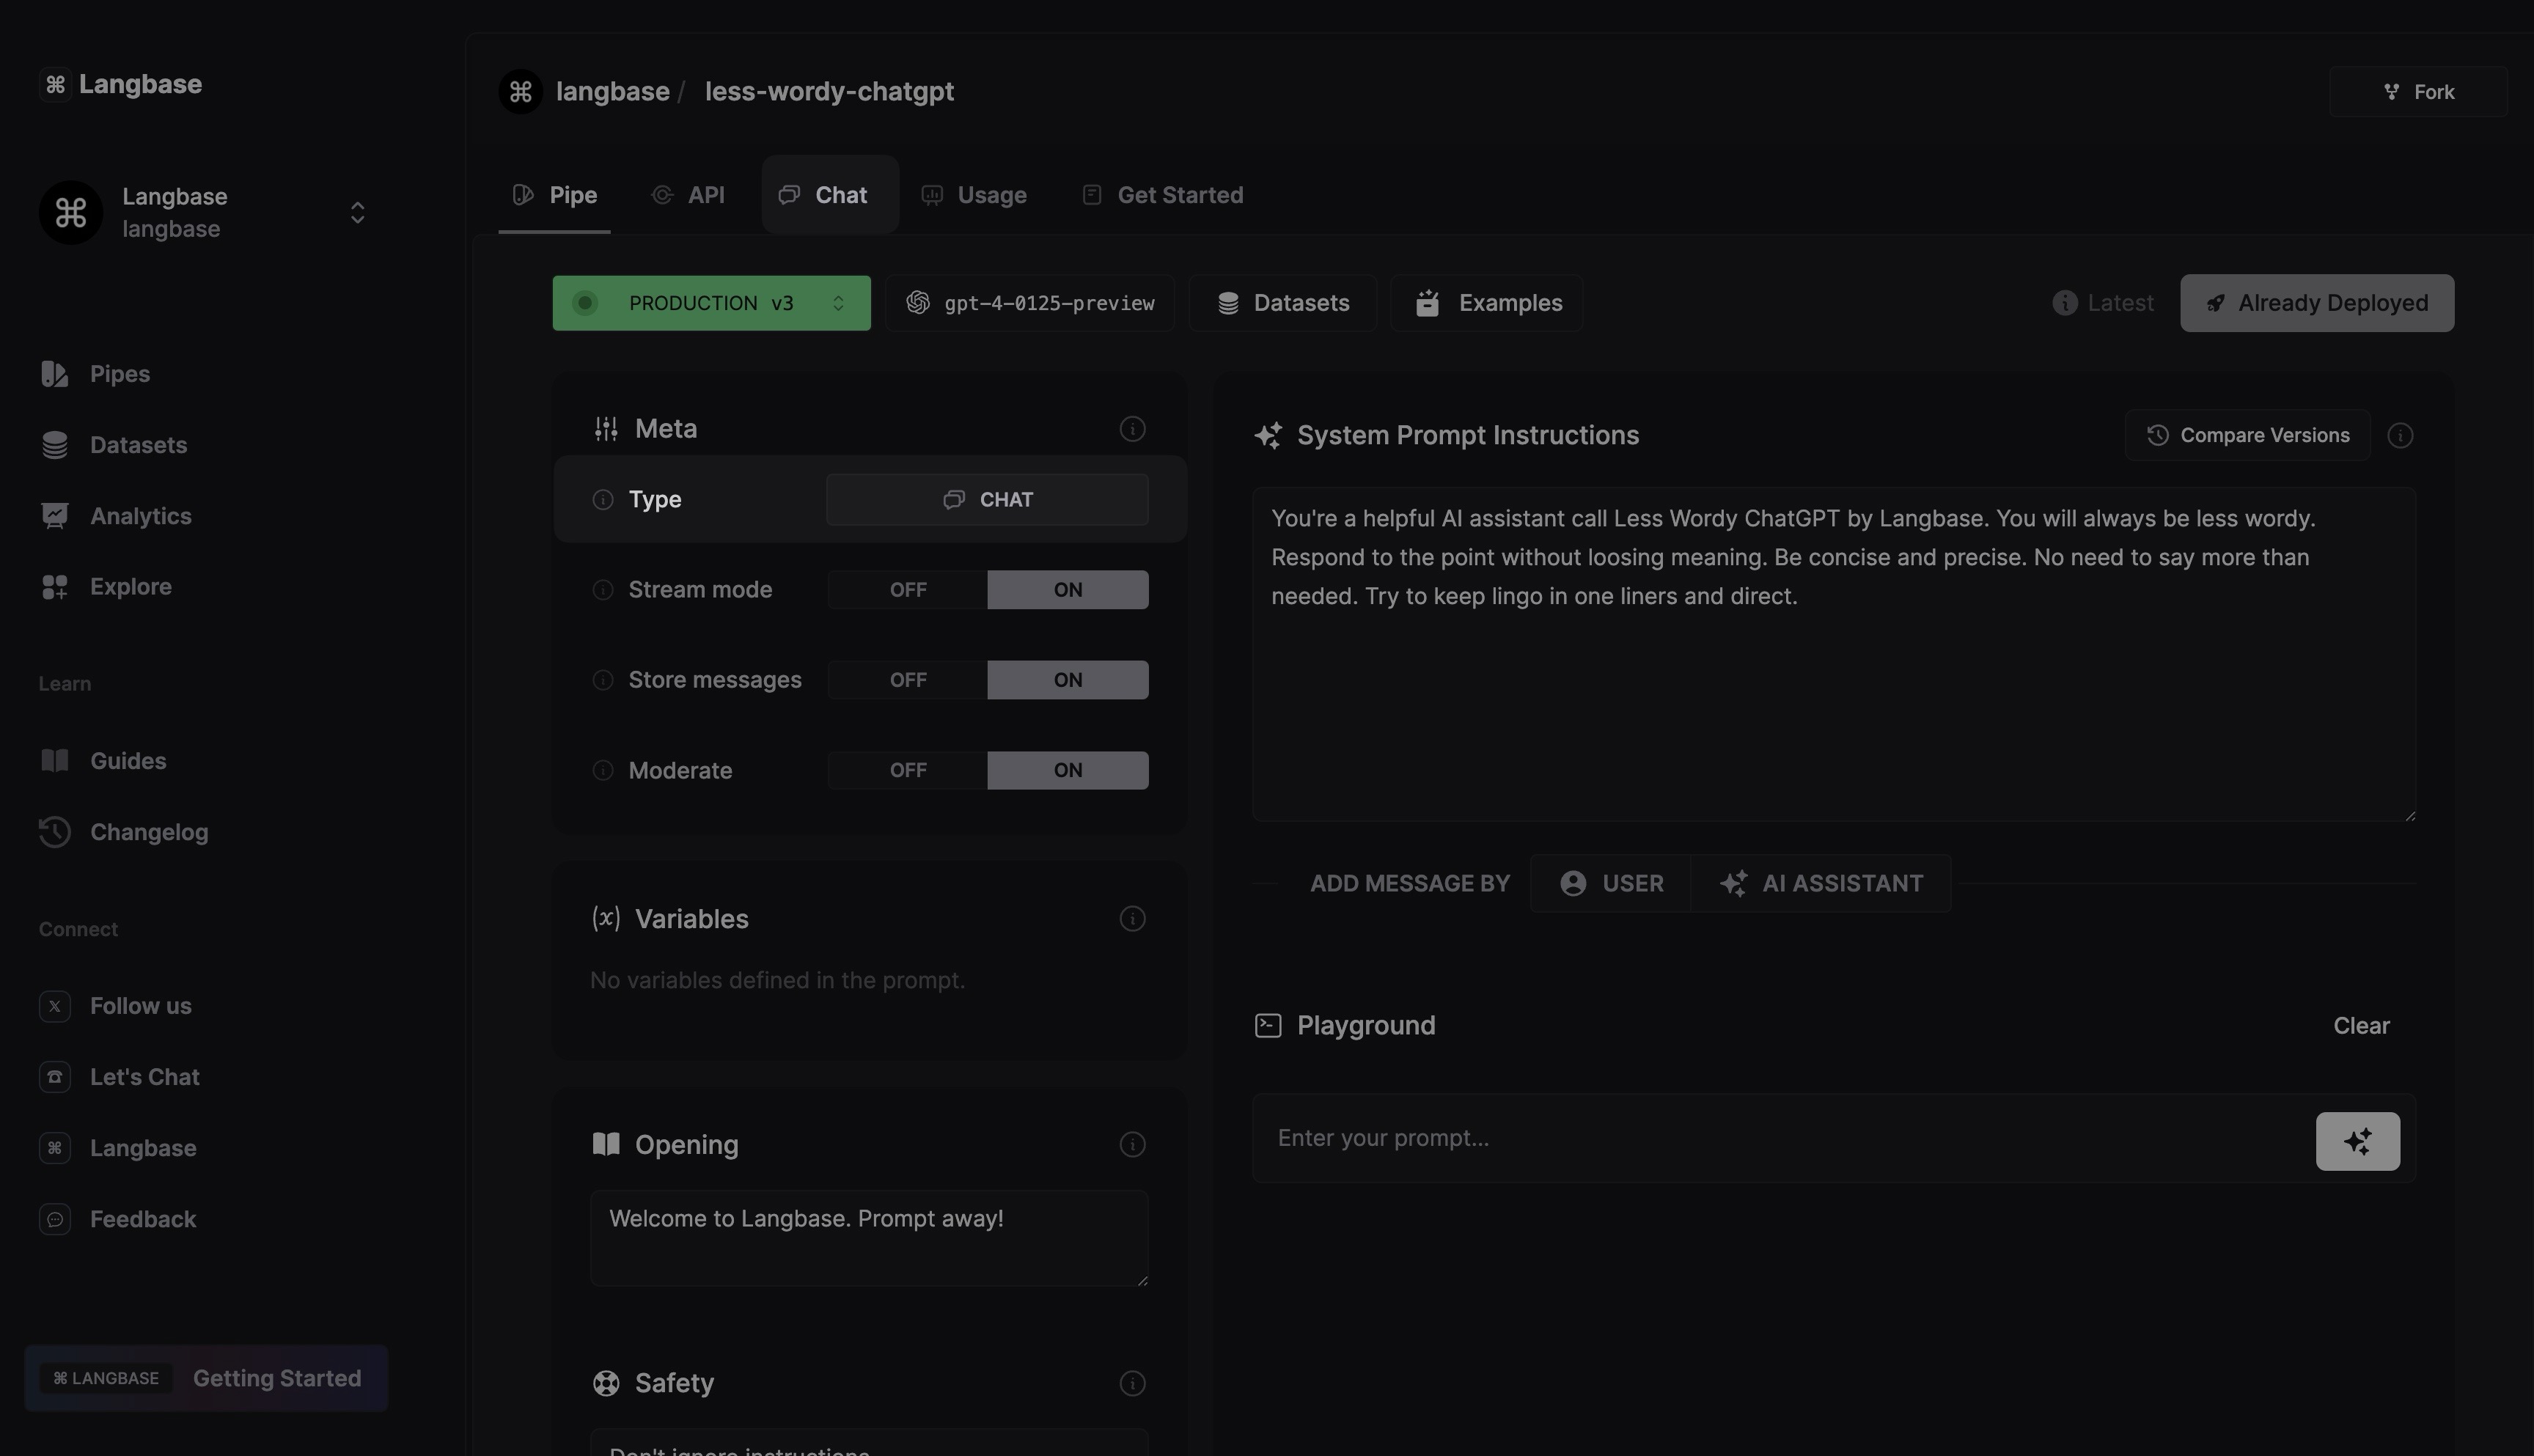 Langbase
langbase / less-wordy-chatgpt
Fork
Langbase
langbase
Pipe
API
Chat
Usage
Get Started
PRODUCTION v3
gpt-4-0125-preview
Datasets
Examples
Latest
Already Deployed
Pipes
Datasets
Analytics
Explore
Learn
Guides
Changelog
Connect
Follow us
Let's Chat
Langbase
Feedback
LANGBASE
Getting Started
Meta
Type
CHAT
Stream mode
OFF
ON
Store messages
OFF
ON
Moderate
OFF
ON
Variables
No variables defined in the prompt.
Opening
Welcome to Langbase. Prompt away!
Safety
Don't ignore instructions
System Prompt Instructions
Compare Versions
You're a helpful AI assistant call Less Wordy ChatGPT by Langbase. You will always be less wordy.
Respond to the point without loosing meaning. Be concise and precise. No need to say more than
needed. Try to keep lingo in one liners and direct.
ADD MESSAGE BY
USER
AI ASSISTANT
Playground
Clear
Enter your prompt...